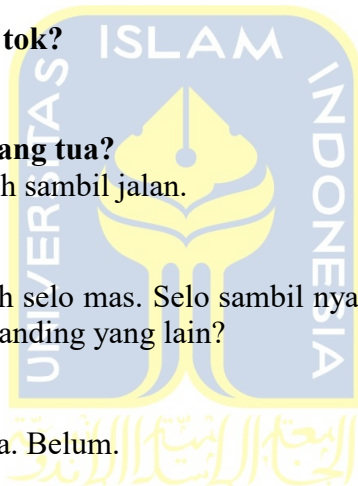 tok?
ISLAM
UNIVERSITAS
INDONESIA
ang tua?
h sambil jalan.
h selo mas. Selo sambil nya
anding yang lain?
a. Belum.